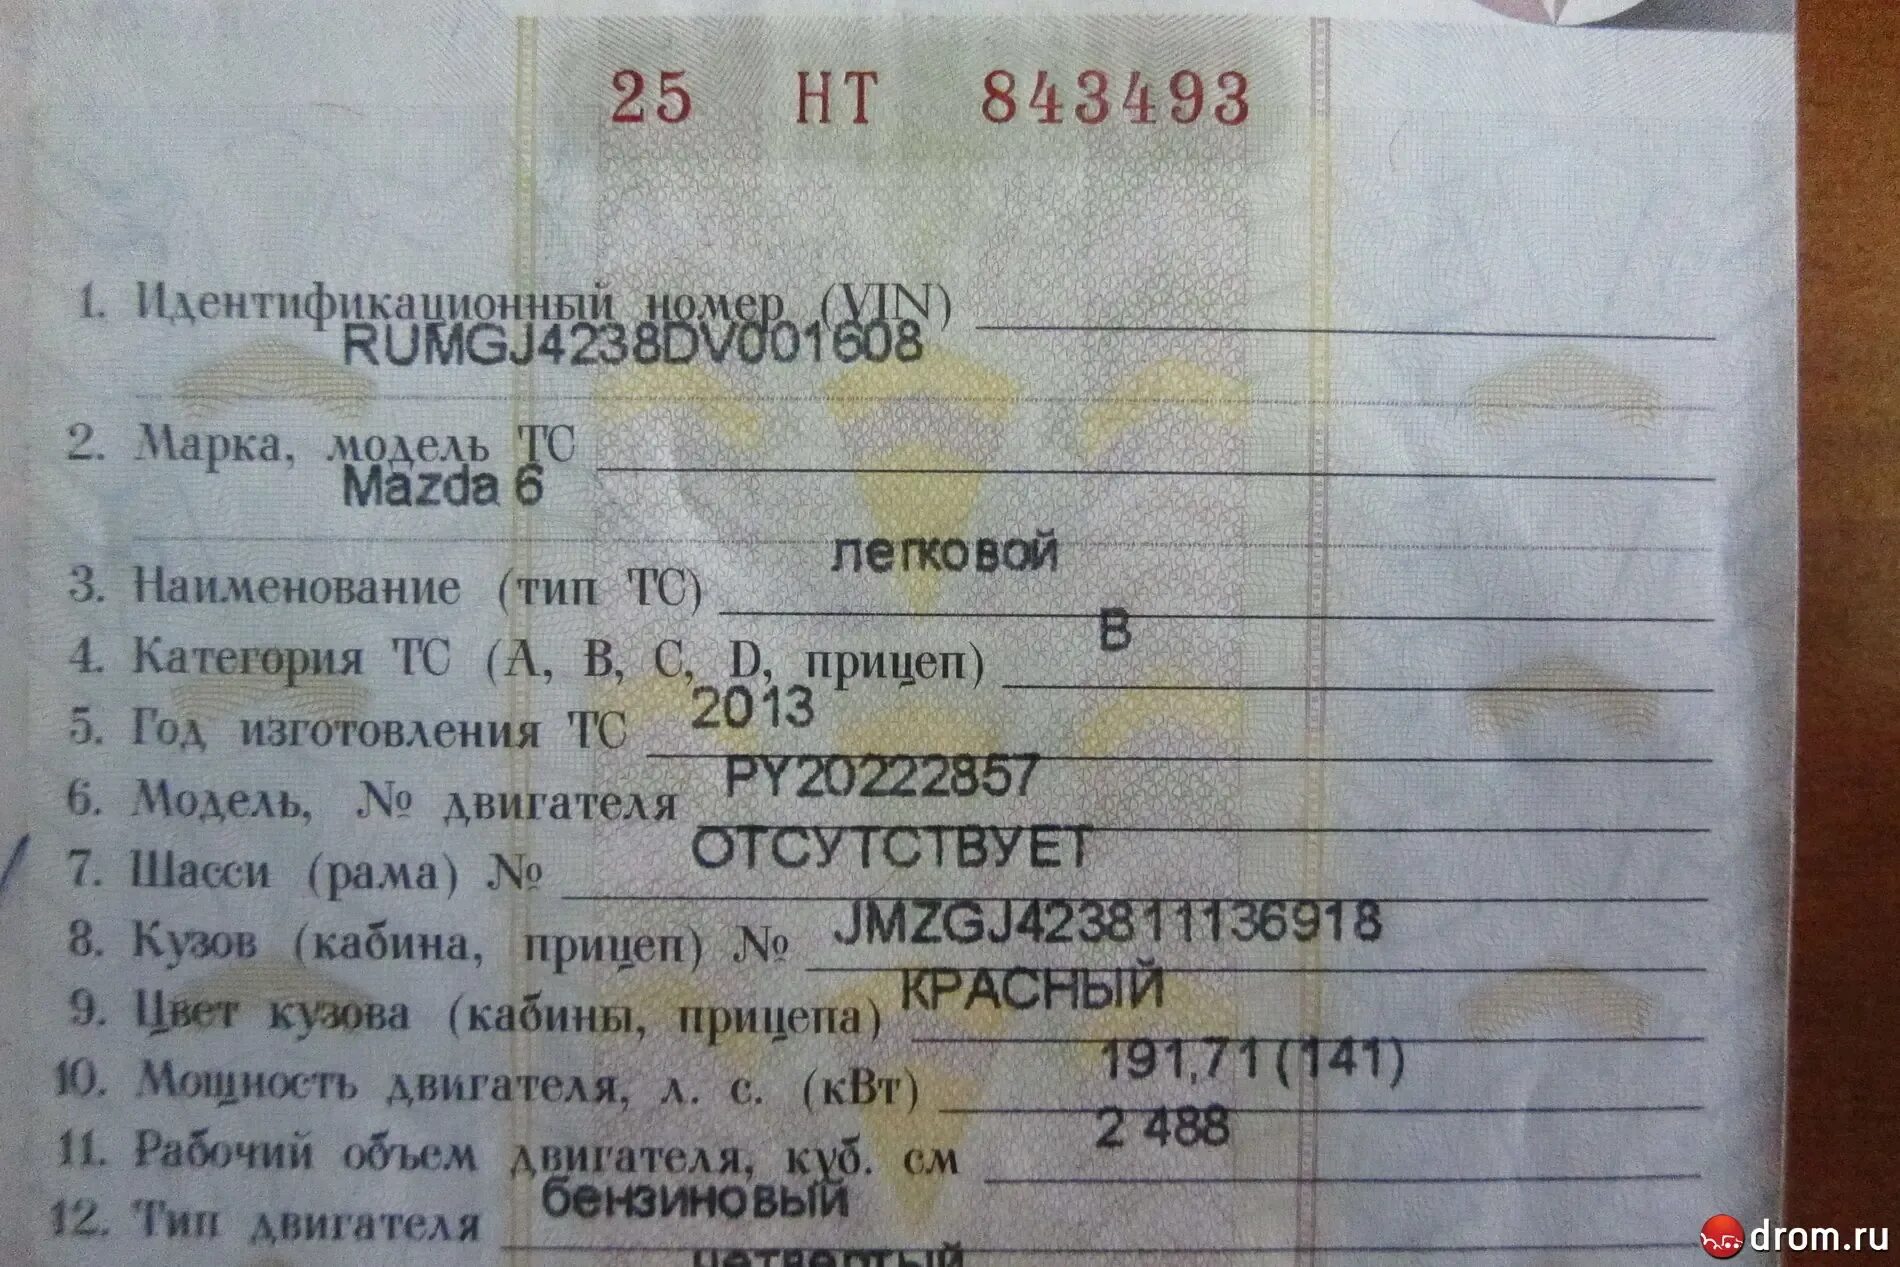 25 НТ 843493
1. Идентификационный номер (VIN)
RUMGJ4238DV001608
2. Марка, модель ТС
Mazda 6
легковой
3. Наименование (тип ТС)
В
4. Категория ТС (А, В, С, D, прицеп)
2013
5. Год изготовления ТС
PY20222857
6. Модель, № двигателя
ОТСУТСТВУЕТ
7. Шасси (рама) №
JMZGJ423811136918
8. Кузов (кабина, прицеп) №
КРАСНЫЙ
9. Цвет кузова (кабины, прицепа)
191,71 (141)
10. Мощность двигателя, л. с. (кВт)
2 488
11. Рабочий объем двигателя, куб. см
бензиновый
12. Тип двигателя
четвертый
drom.ru